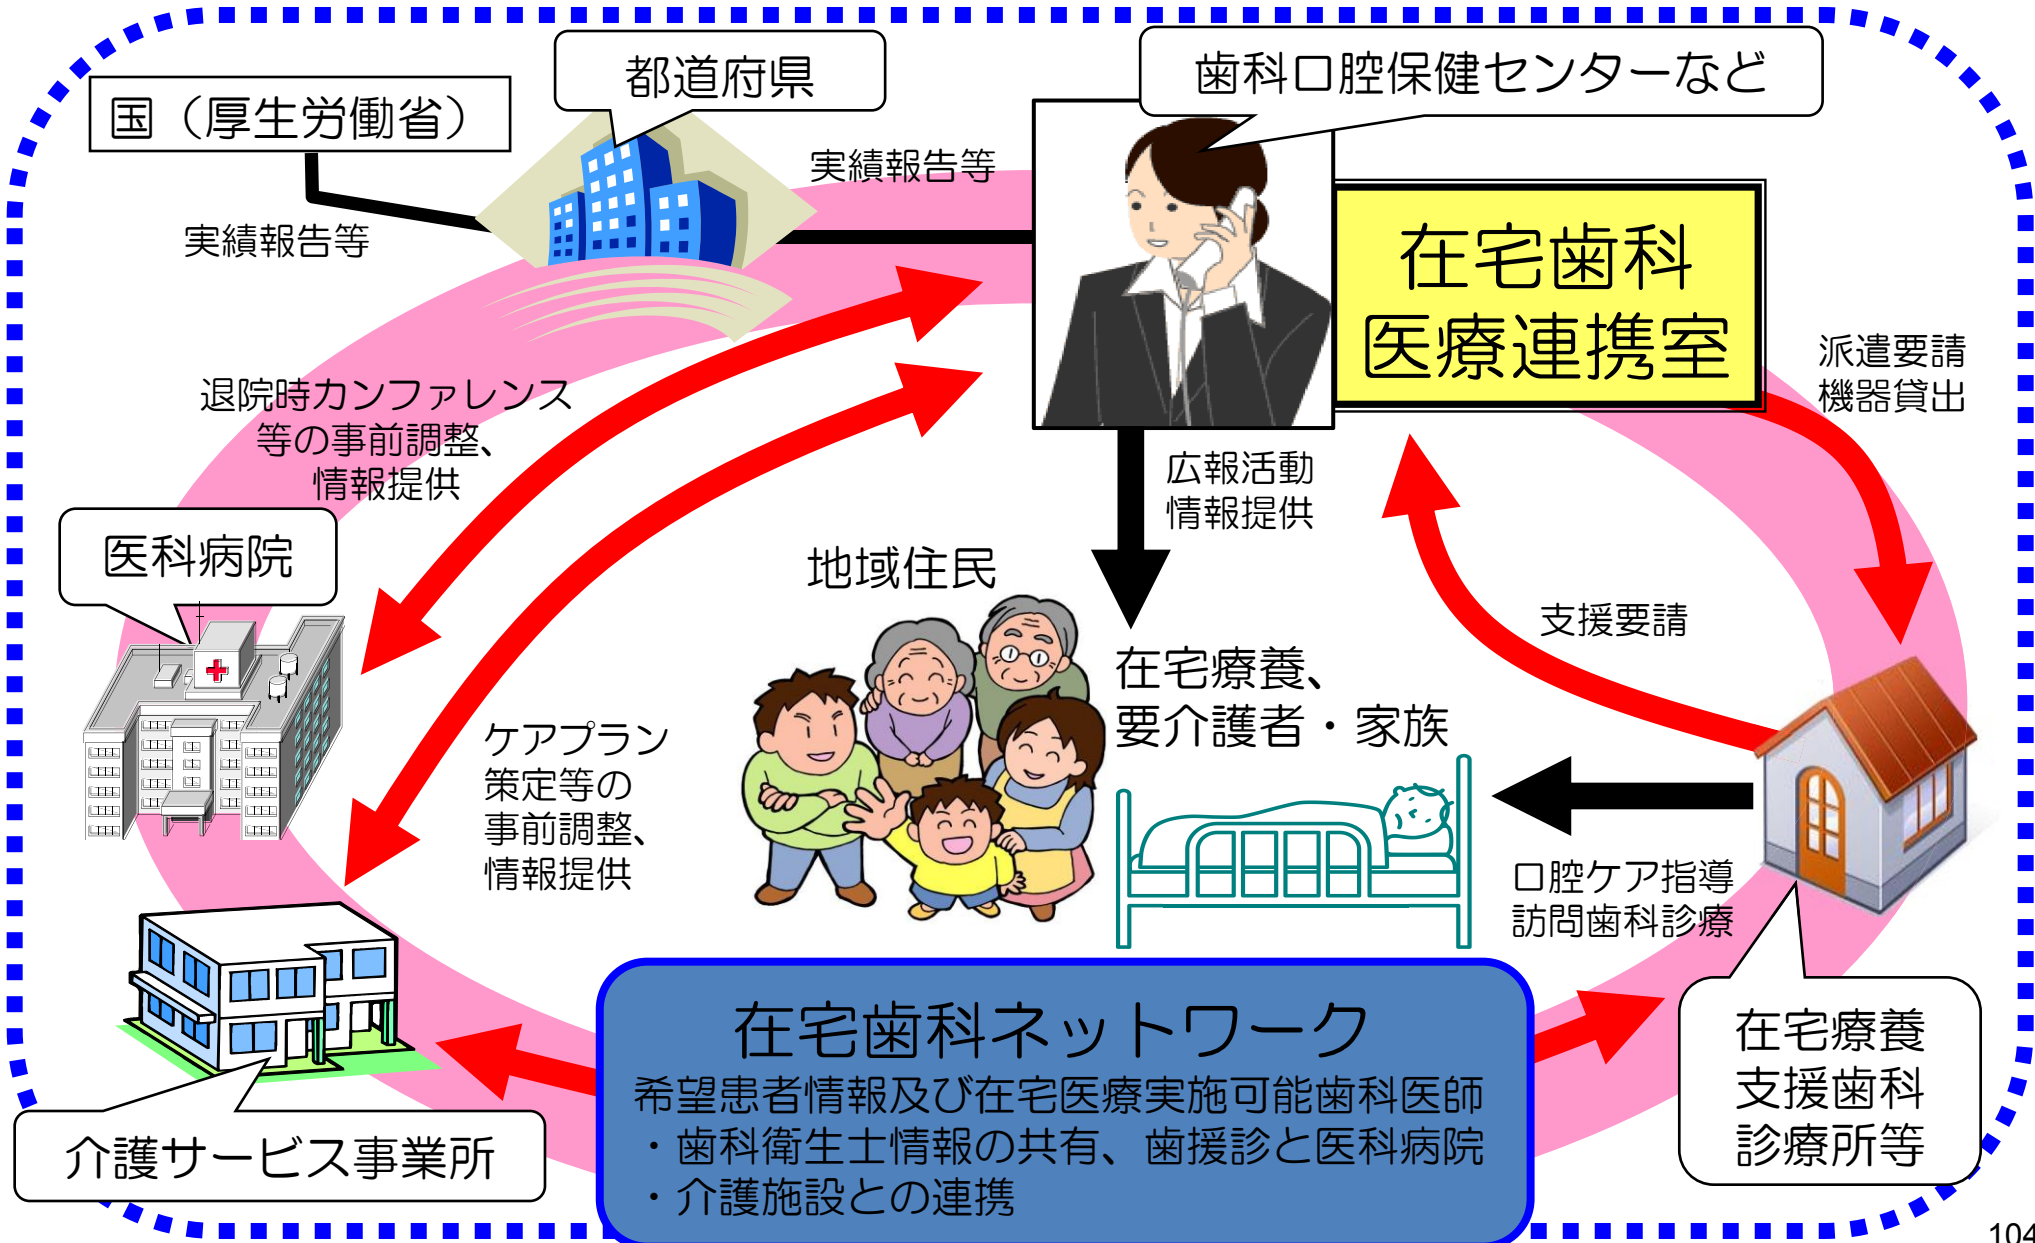 都道府県
歯科口腔保健センターなど
国（厚生労働省）
実績報告等
実績報告等
在宅歯科
医療連携室
派遣要請
機器貸出
退院時カンファレンス
等の事前調整、
情報提供
広報活動
情報提供
医科病院
地域住民
支援要請
在宅療養、
要介護者・家族
ケアプラン
策定等の
事前調整、
情報提供
口腔ケア指導
訪問歯科診療
在宅歯科ネットワーク
希望患者情報及び在宅医療実施可能歯科医師
・歯科衛生士情報の共有、歯援診と医科病院
・介護施設との連携
在宅療養
支援歯科
診療所等
介護サービス事業所
104